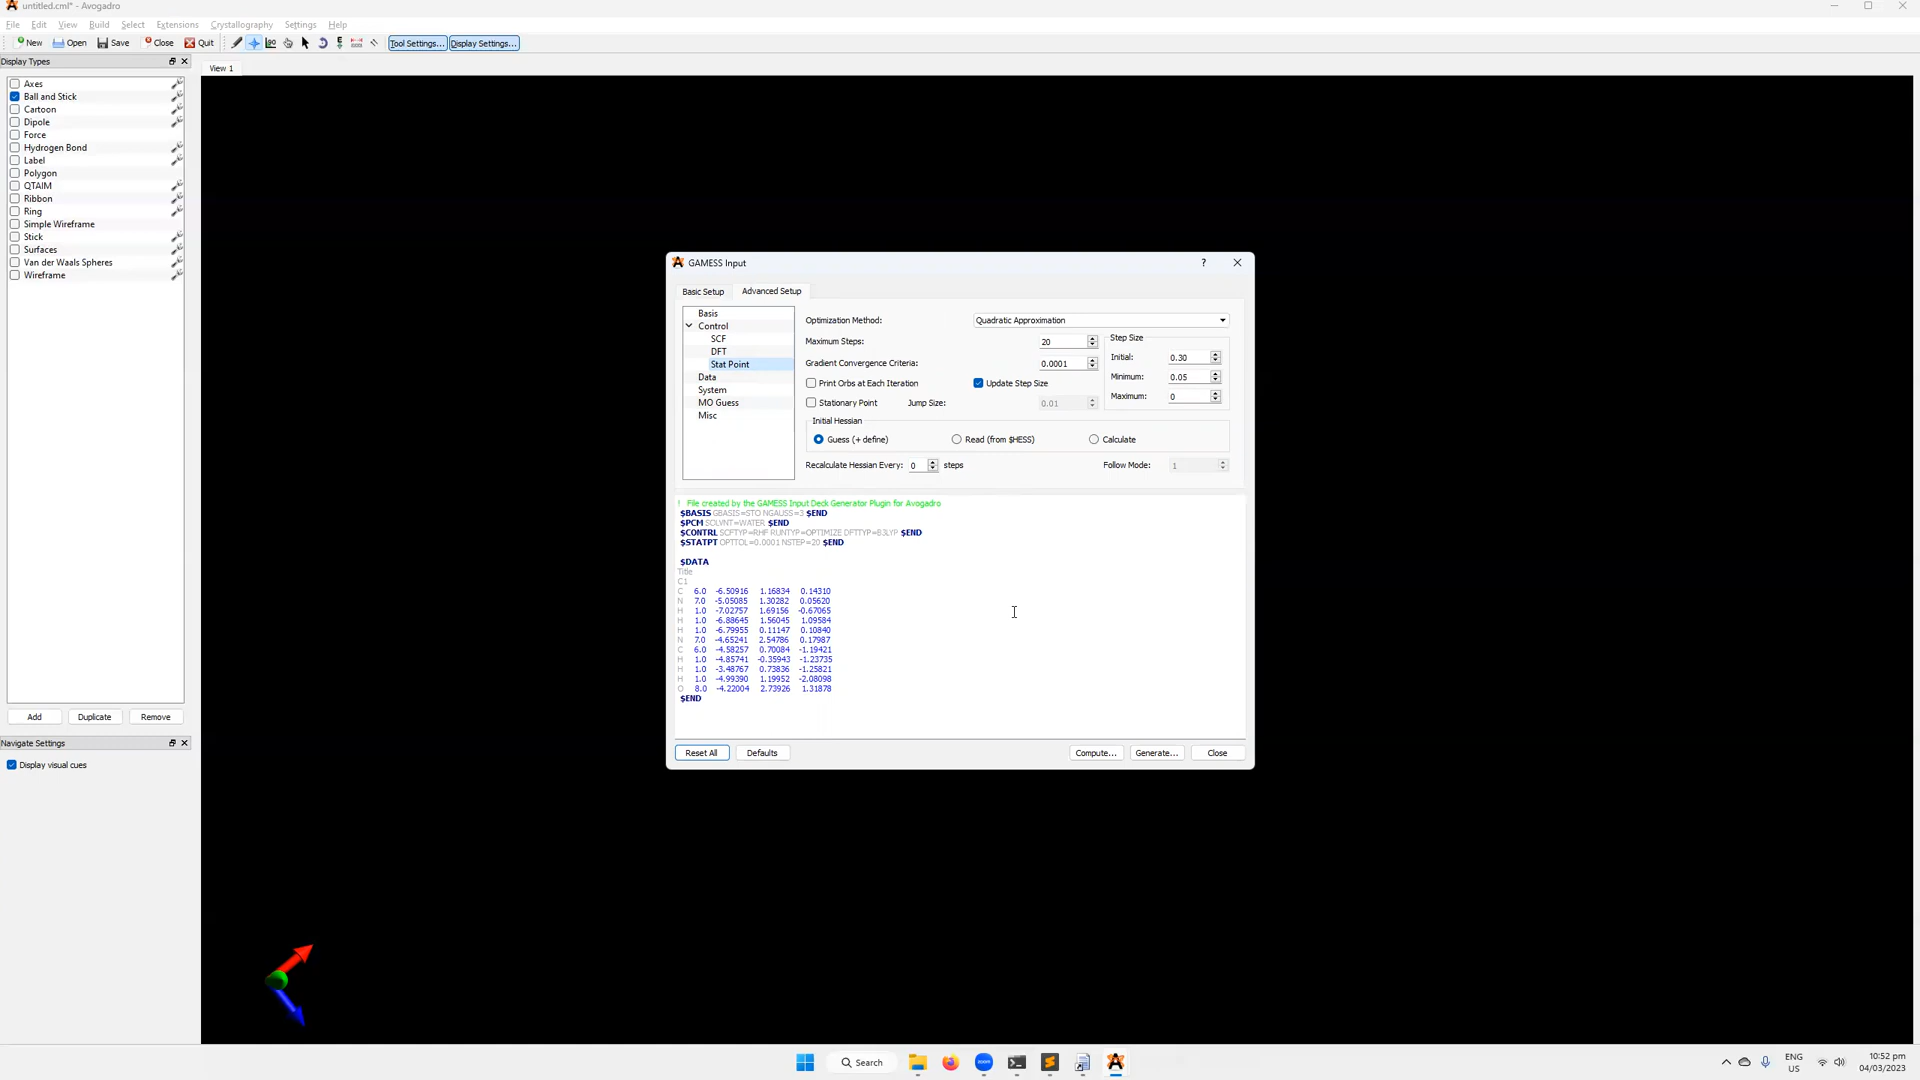 untitled.cml* - Avogadro
File Edit View Build Select Extensions Crystallography Settings Help
New Open Save Close Quit Tool Settings... Display Settings...
Display Types
View 1
Axes
Ball and Stick
Cartoon
Dipole
Force
Hydrogen Bond
Label
Polygon
QTAIM
Ribbon
Ring
Simple Wireframe
Stick
Surfaces
Van der Waals Spheres
Wireframe
Add Duplicate Remove
Navigate Settings
Display visual cues
GAMESS Input
Basic Setup Advanced Setup
Basis
Control
SCF
DFT
Stat Point
Data
System
MO Guess
Misc
Optimization Method: Quadratic Approximation
Maximum Steps: 20
Gradient Convergence Criteria: 0.0001
Print Orbs at Each Iteration Update Step Size
Stationary Point Jump Size: 0.01
Step Size
Initial: 0.30
Minimum: 0.05
Maximum: 0
Initial Hessian
Guess (+ define) Read (from $HESS) Calculate
Recalculate Hessian Every: 0 steps Follow Mode: 1
! File created by the GAMESS Input Deck Generator Plugin for Avogadro
$BASIS GBASIS=STO NGAUSS=3 $END
$PCM SOLVNT=WATER $END
$CONTRL SCFTYP=RHF RUNTYP=OPTIMIZE DFTTYP=B3LYP $END
$STATPT OPTTOL=0.0001 NSTEP=20 $END
$DATA
Title
C1
C 6.0 -6.50916 1.16834 0.14310
N 7.0 -5.05085 1.30282 0.05620
H 1.0 -7.02757 1.69156 -0.67065
H 1.0 -6.88645 1.56045 1.09584
H 1.0 -6.79955 0.11147 0.10840
N 7.0 -4.65241 2.54786 0.17987
C 6.0 -4.58257 0.70084 -1.19421
H 1.0 -4.85741 -0.35943 -1.23735
H 1.0 -3.48767 0.73836 -1.25821
H 1.0 -4.99390 1.19952 -2.08098
O 8.0 -4.22004 2.73926 1.31878
$END
Reset All Defaults Compute... Generate... Close
Search
ENG
US
10:52 pm
04/03/2023